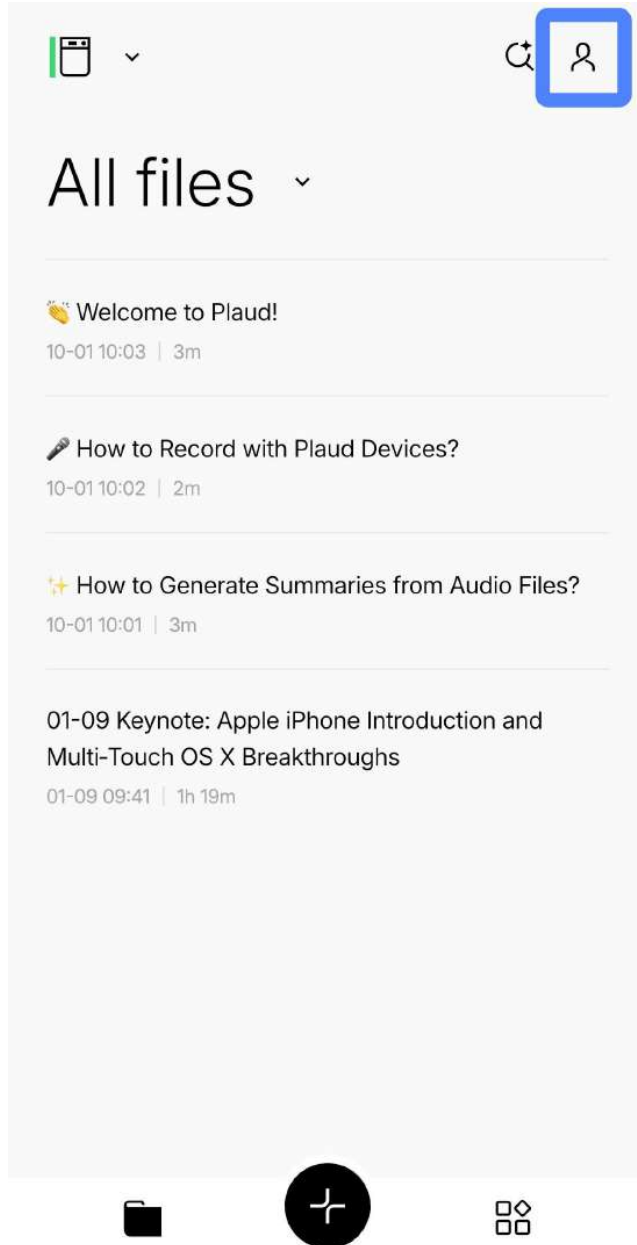 All files
👏 Welcome to Plaud!
10-01 10:03 | 3m
🎤 How to Record with Plaud Devices?
10-01 10:02 | 2m
✨ How to Generate Summaries from Audio Files?
10-01 10:01 | 3m
01-09 Keynote: Apple iPhone Introduction and
Multi-Touch OS X Breakthroughs
01-09 09:41 | 1h 19m